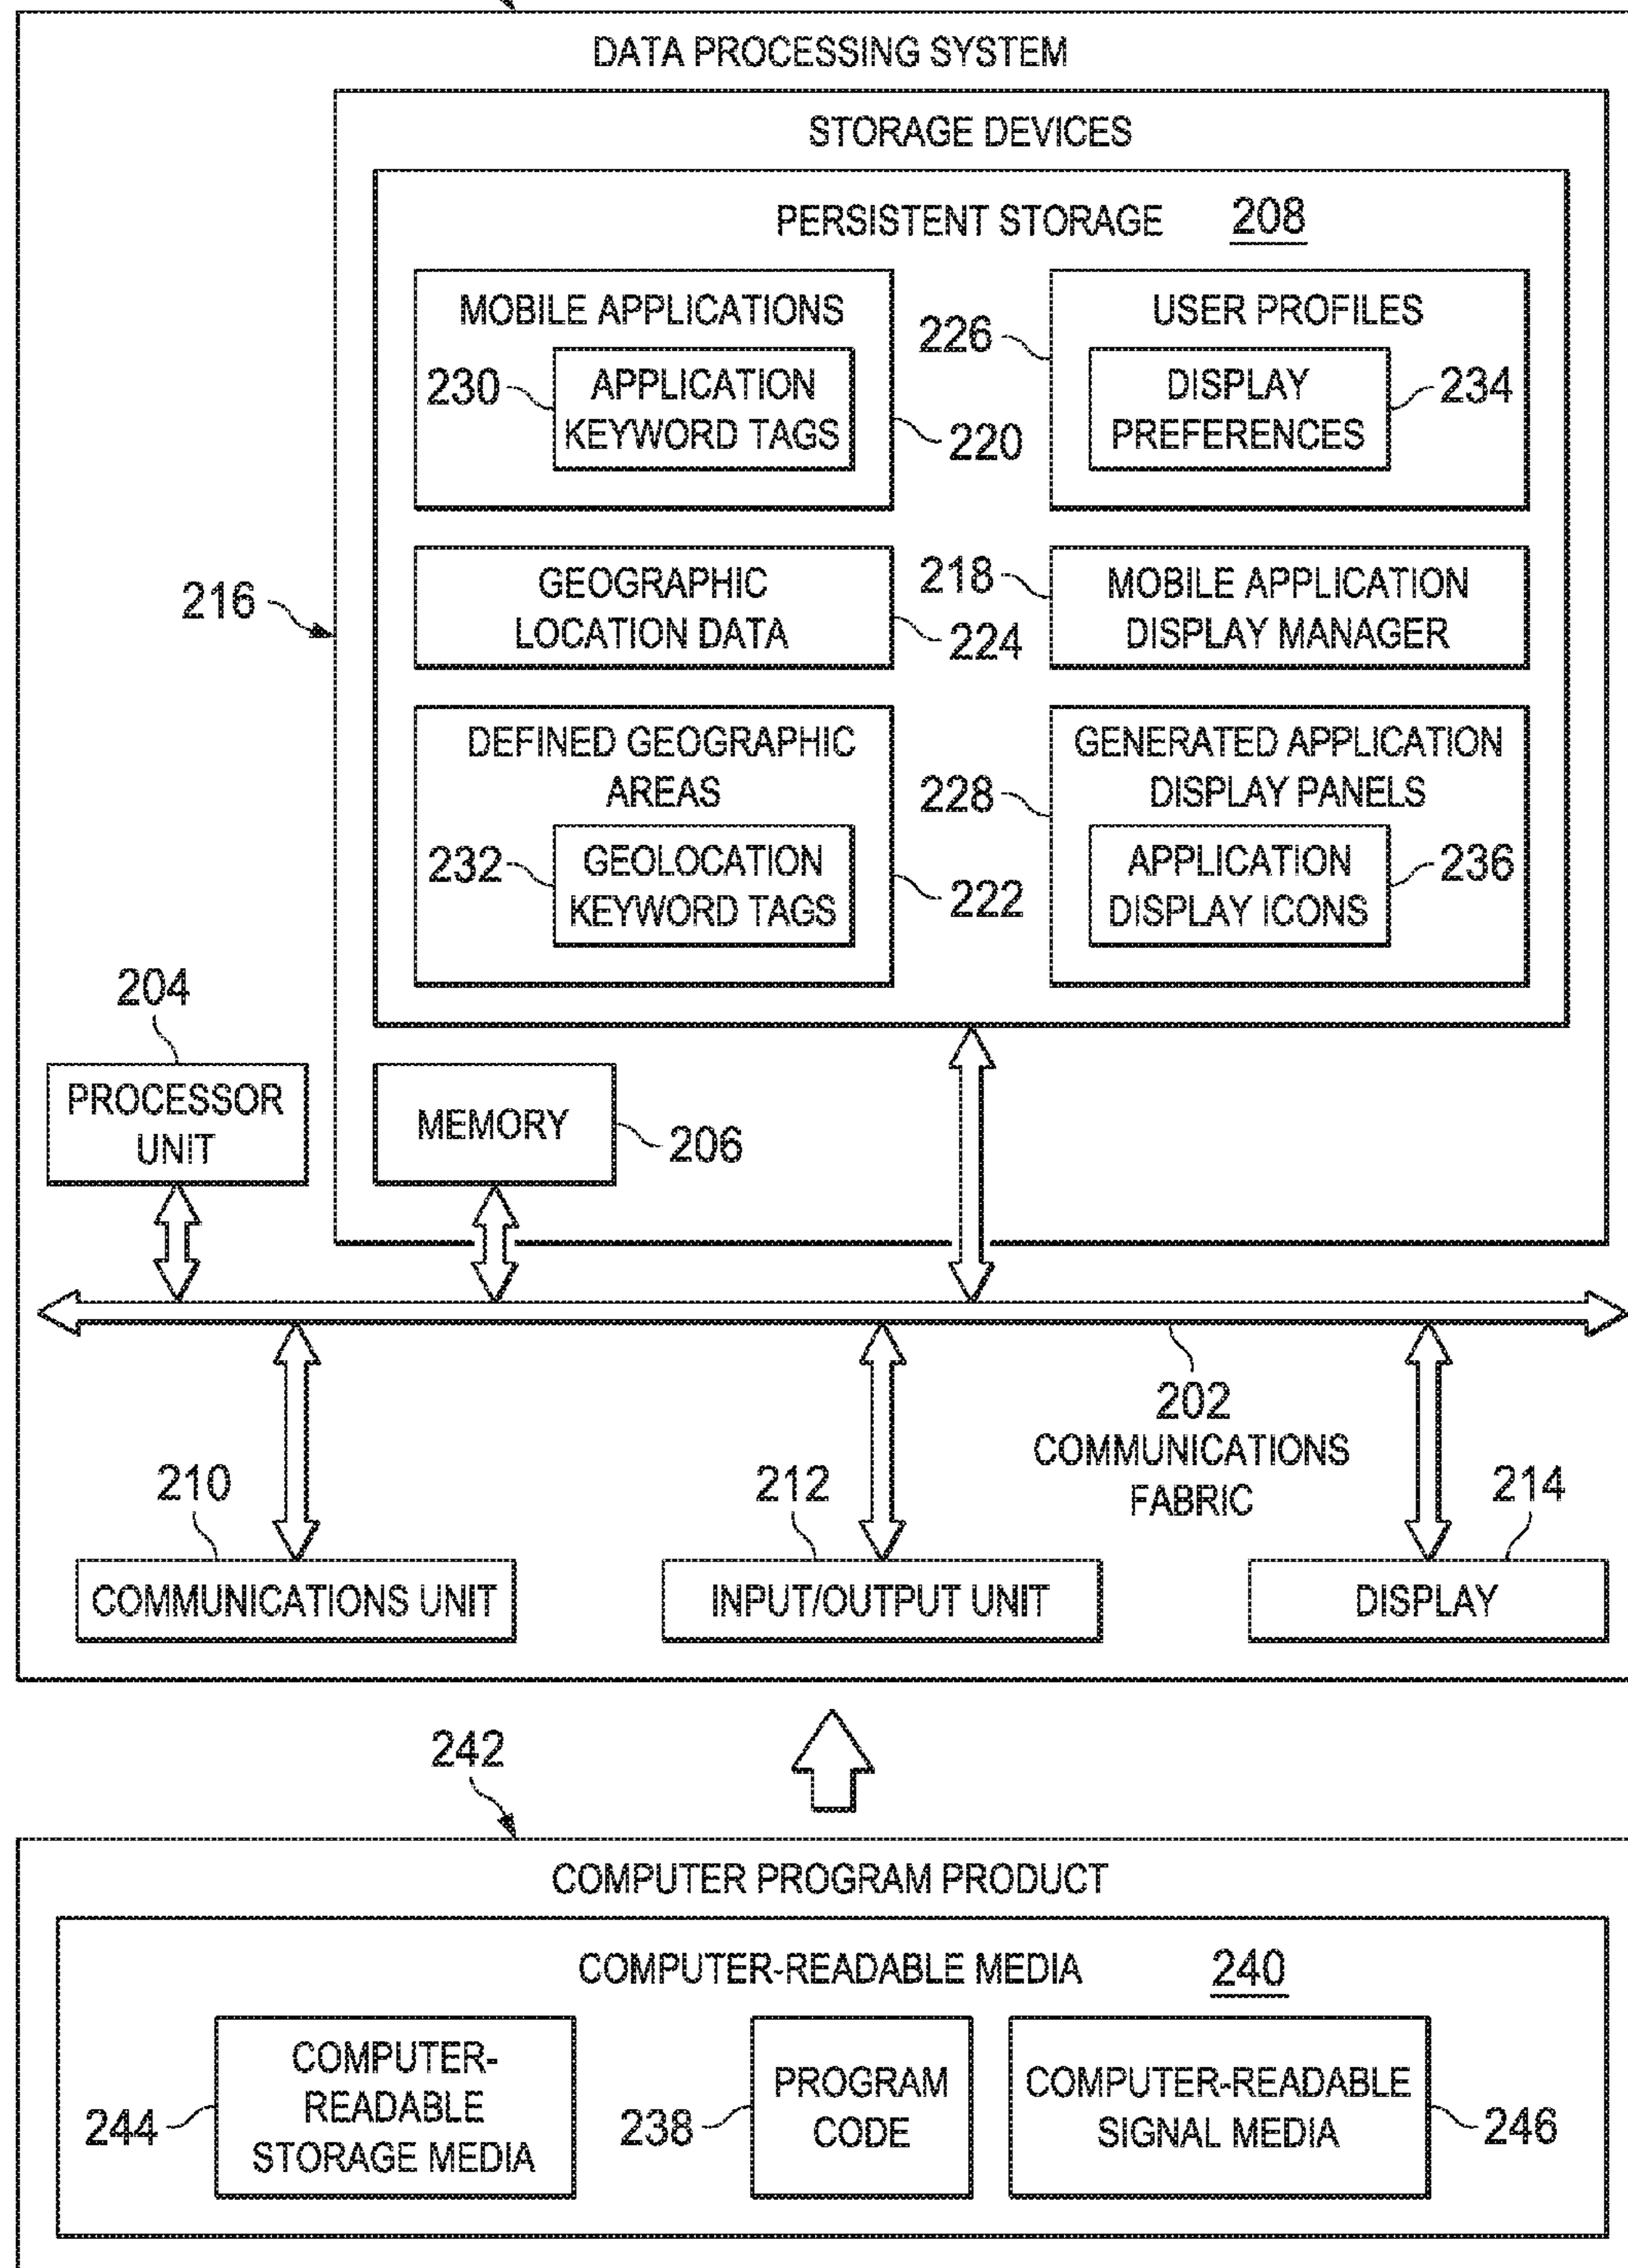 DATA PROCESSING SYSTEM
STORAGE DEVICES
PERSISTENT STORAGE 208
MOBILE APPLICATIONS
230
APPLICATION
KEYWORD TAGS
220
226
USER PROFILES
DISPLAY
PREFERENCES
234
216
GEOGRAPHIC
LOCATION DATA
224
218
MOBILE APPLICATION
DISPLAY MANAGER
DEFINED GEOGRAPHIC
AREAS
232
GEOLOCATION
KEYWORD TAGS
222
228
GENERATED APPLICATION
DISPLAY PANELS
APPLICATION
DISPLAY ICONS
236
204
PROCESSOR
UNIT
MEMORY
206
202
COMMUNICATIONS
FABRIC
210
COMMUNICATIONS UNIT
212
INPUT/OUTPUT UNIT
214
DISPLAY
242
COMPUTER PROGRAM PRODUCT
COMPUTER-READABLE MEDIA 240
244
COMPUTER-
READABLE
STORAGE MEDIA
238
PROGRAM
CODE
COMPUTER-READABLE
SIGNAL MEDIA
246